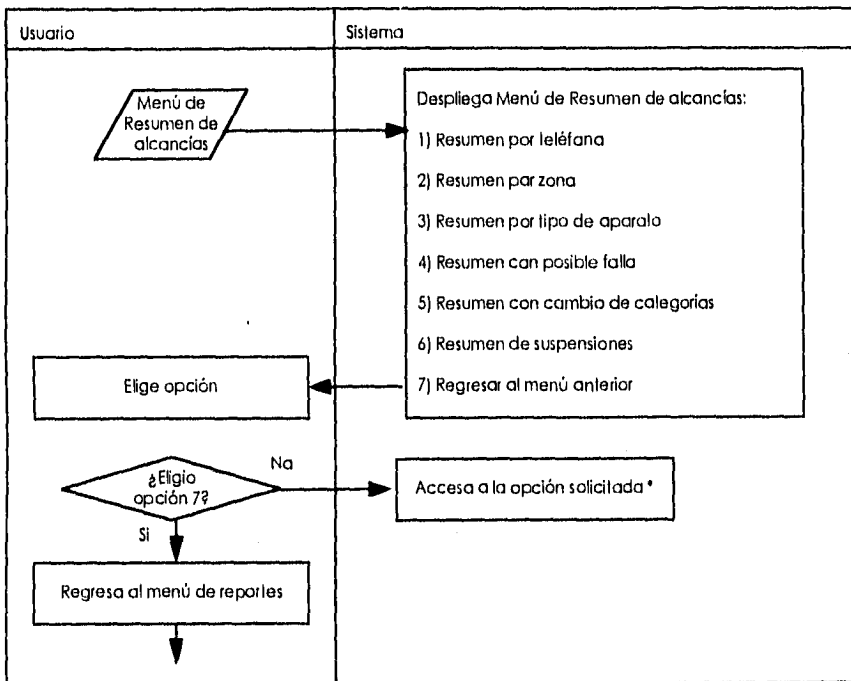 Usuario
Sistema
Menú de
Resumen de
alcancías
Despliega Menú de Resumen de alcancías:
1) Resumen por teléfana
2) Resumen par zona
3) Resumen por tipo de aparato
4) Resumen can posible falla
5) Resumen con cambio de categorías
6) Resumen de suspensiones
7) Regresar al menú anterior
Elige opción
¿Eligio
opción 7?
Na
Accesa a la opción solicitada *
Si
Regresa al menú de reportes